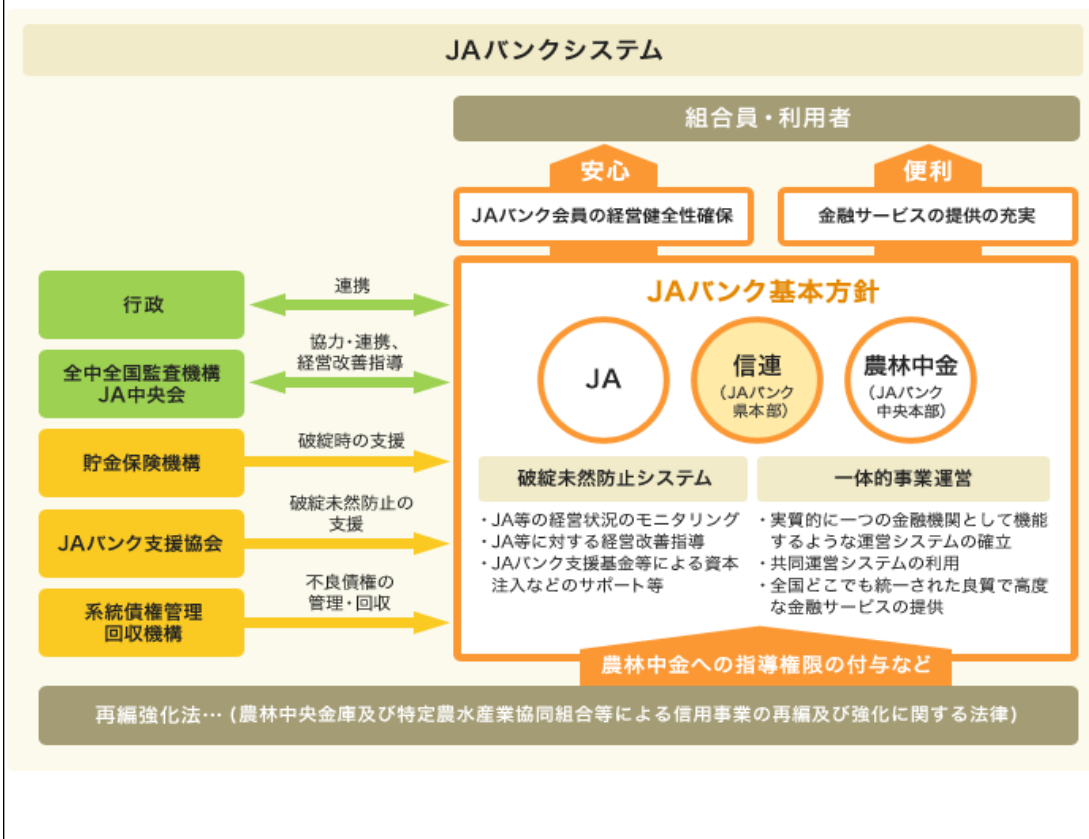 JAバンクシステム
組合員・利用者
安心
便利
JAバンク会員の経営健全性確保
金融サービスの提供の充実
行政
連携
全中全国監査機構
JA中央会
協力・連携、
経営改善指導
貯金保険機構
破綻時の支援
JAバンク支援協会
破綻未然防止の
支援
系統債権管理
回収機構
不良債権の
管理・回収
JAバンク基本方針
JA
信連
(JAバンク
県本部)
農林中金
(JAバンク
中央本部)
破綻未然防止システム
・JA等の経営状況のモニタリング
・JA等に対する経営改善指導
・JAバンク支援基金等による資本
注入などのサポート等
一体的事業運営
・実質的に一つの金融機関として機能
するような運営システムの確立
・共同運営システムの利用
・全国どこでも統一された良質で高度
な金融サービスの提供
農林中金への指導権限の付与など
再編強化法…(農林中央金庫及び特定農水産業協同組合等による信用事業の再編及び強化に関する法律)